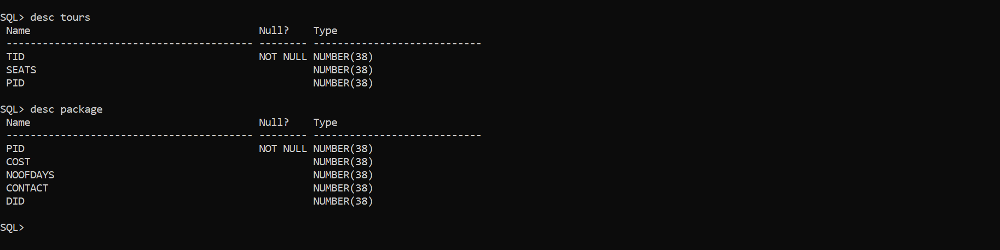 SQL> desc tours
Name Null? Type
----------------------------------------- -------- ----------------------------
TID NOT NULL NUMBER(38)
SEATS NUMBER(38)
PID NUMBER(38)
SQL> desc package
Name Null? Type
----------------------------------------- -------- ----------------------------
PID NOT NULL NUMBER(38)
COST NUMBER(38)
NOOFDAYS NUMBER(38)
CONTACT NUMBER(38)
DID NUMBER(38)
SQL>